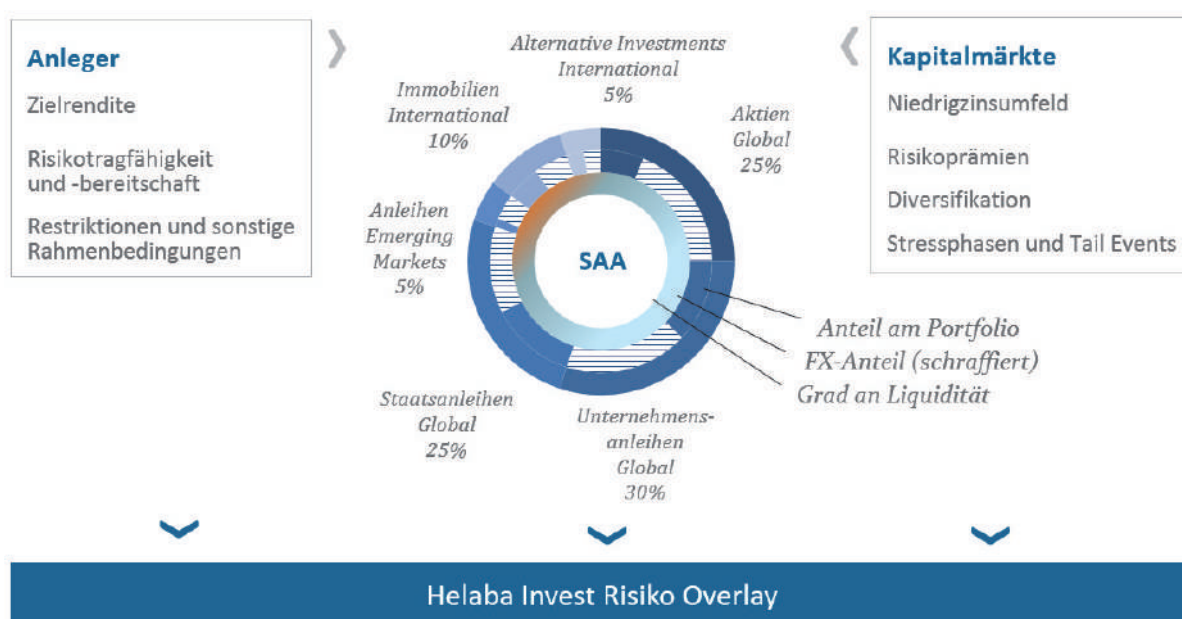 Anleger
Zielrendite
Risikotragfähigkeit
und -bereitschaft
Restriktionen und sonstige
Rahmenbedingungen
Alternative Investments
International
5%
Immobilien
International
10%
Aktien
Global
25%
Anleihen
Emerging
Markets
5%
SAA
Staatsanleihen
Global
25%
Unternehmens-
anleihen
Global
30%
Anteil am Portfolio
FX-Anteil (schraffiert)
Grad an Liquidität
Kapitalmärkte
Niedrigzinsumfeld
Risikoprämien
Diversifikation
Stressphasen und Tail Events
Helaba Invest Risiko Overlay